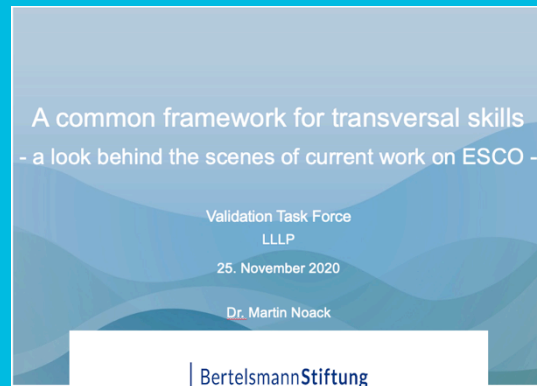 A common framework for transversal skills
- a look behind the scenes of current work on ESCO -
Validation Task Force
LLLP
25. November 2020
Dr. Martin Noack
BertelsmannStiftung